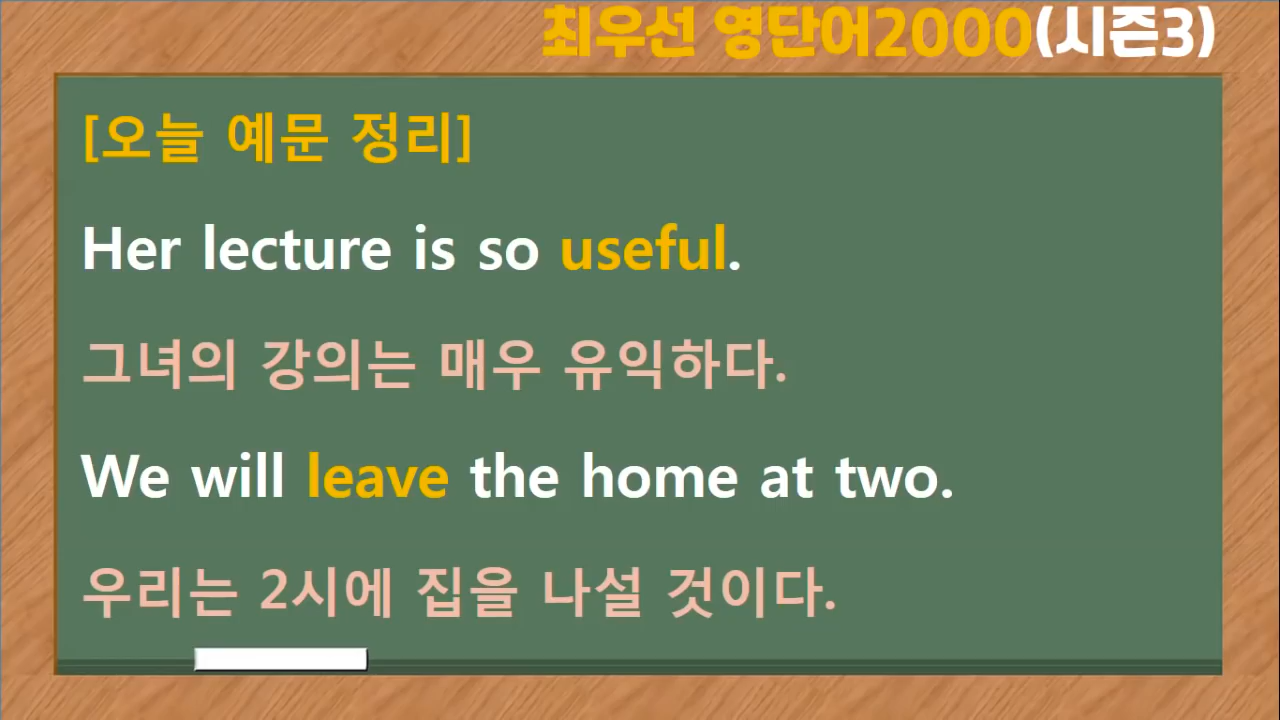 최우선 영단어2000(시즌3)
[오늘 예문 정리]
Her lecture is so useful.
그녀의 강의는 매우 유익하다.
We will leave the home at two.
우리는 2시에 집을 나설 것이다.